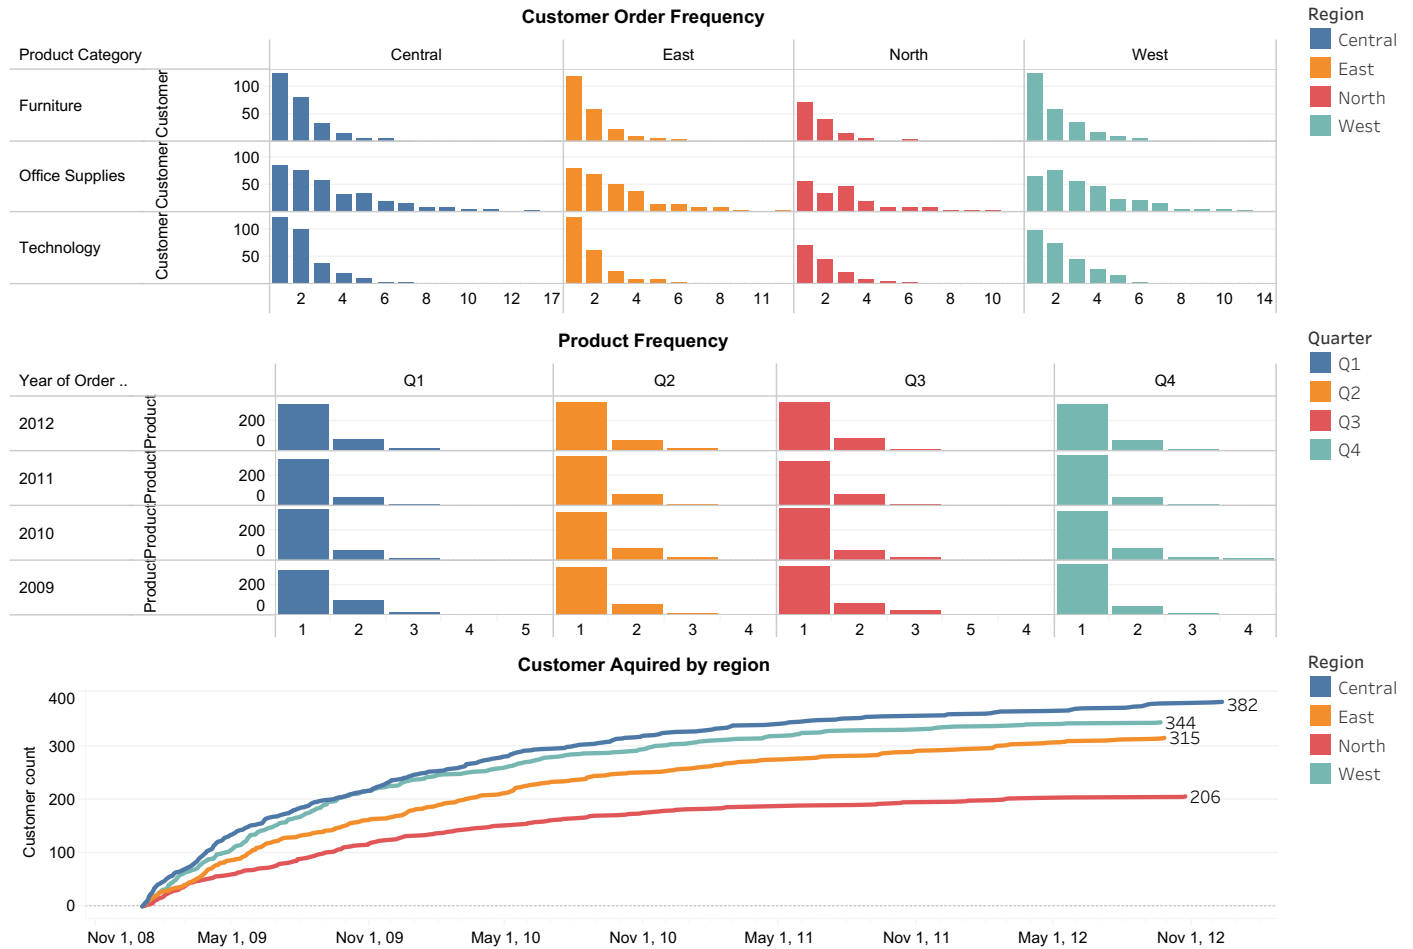 Customer Order Frequency
Region
Product Category Central East North West
Central
East
North
West
Furniture Customer 100 50
Office Supplies Customer 100 50
Technology Customer 100 50
2 4 6 8 10 12 17 2 4 6 8 11 2 4 6 8 10 2 4 6 8 10 14
Product Frequency
Quarter
Year of Order .. Q1 Q2 Q3 Q4
Q1
Q2
Q3
Q4
2012 Product 200 0
2011 Product 200 0
2010 Product 200 0
2009 Product 200 0
1 2 3 4 5 1 2 3 4 1 2 3 5 4 1 2 3 4
Customer Aquired by region
Region
Central
East
North
West
Customer count
400
300
200
100
0
382
344
315
206
Nov 1, 08 May 1, 09 Nov 1, 09 May 1, 10 Nov 1, 10 May 1, 11 Nov 1, 11 May 1, 12 Nov 1, 12